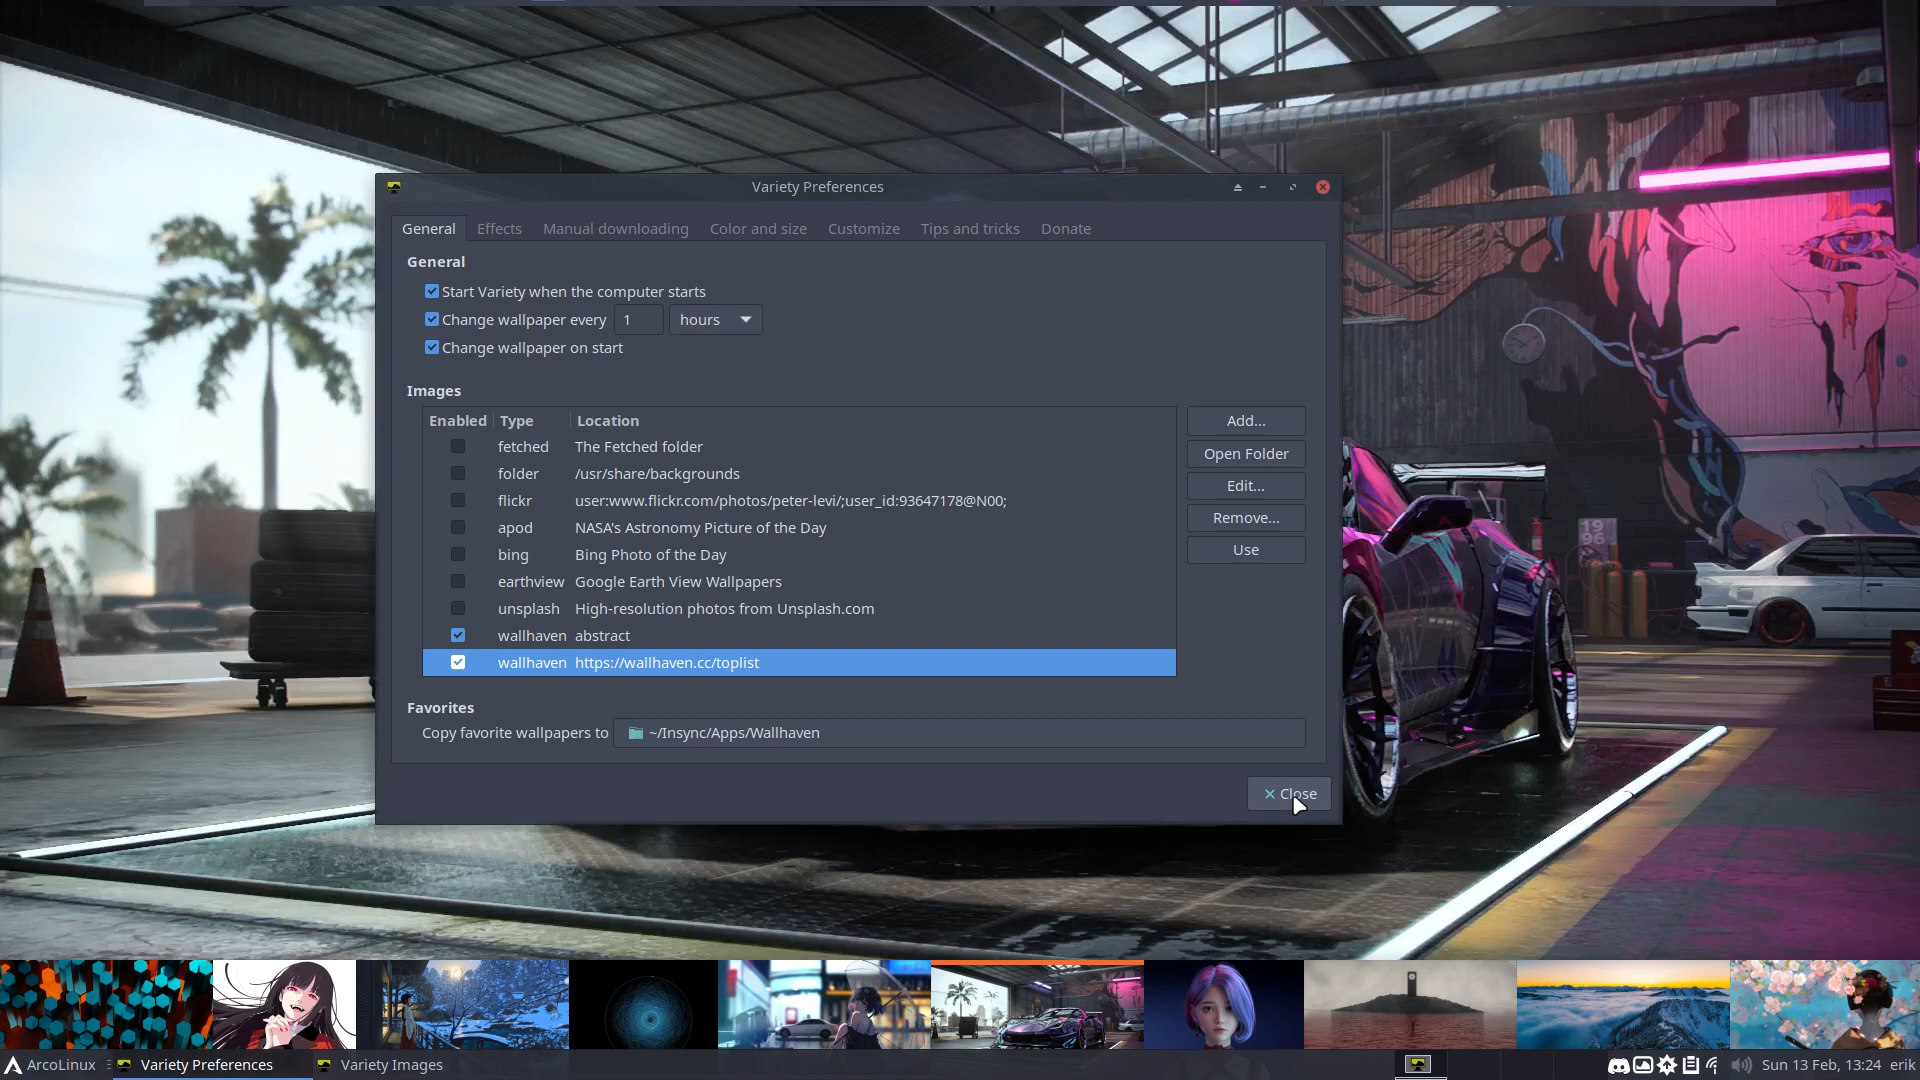 Variety Preferences
General Effects Manual downloading Color and size Customize Tips and tricks Donate
General
Start Variety when the computer starts
Change wallpaper every 1 hours
Change wallpaper on start
Images
Enabled Type Location
fetched The Fetched folder
folder /usr/share/backgrounds
flickr user:www.flickr.com/photos/peter-levi/;user_id:93647178@N00;
apod NASA's Astronomy Picture of the Day
bing Bing Photo of the Day
earthview Google Earth View Wallpapers
unsplash High-resolution photos from Unsplash.com
wallhaven abstract
wallhaven https://wallhaven.cc/toplist
Add...
Open Folder
Edit...
Remove...
Use
Favorites
Copy favorite wallpapers to ~/Insync/Apps/Wallhaven
Close
19
96
ArcoLinux Variety Preferences Variety Images Sun 13 Feb, 13:24 erik